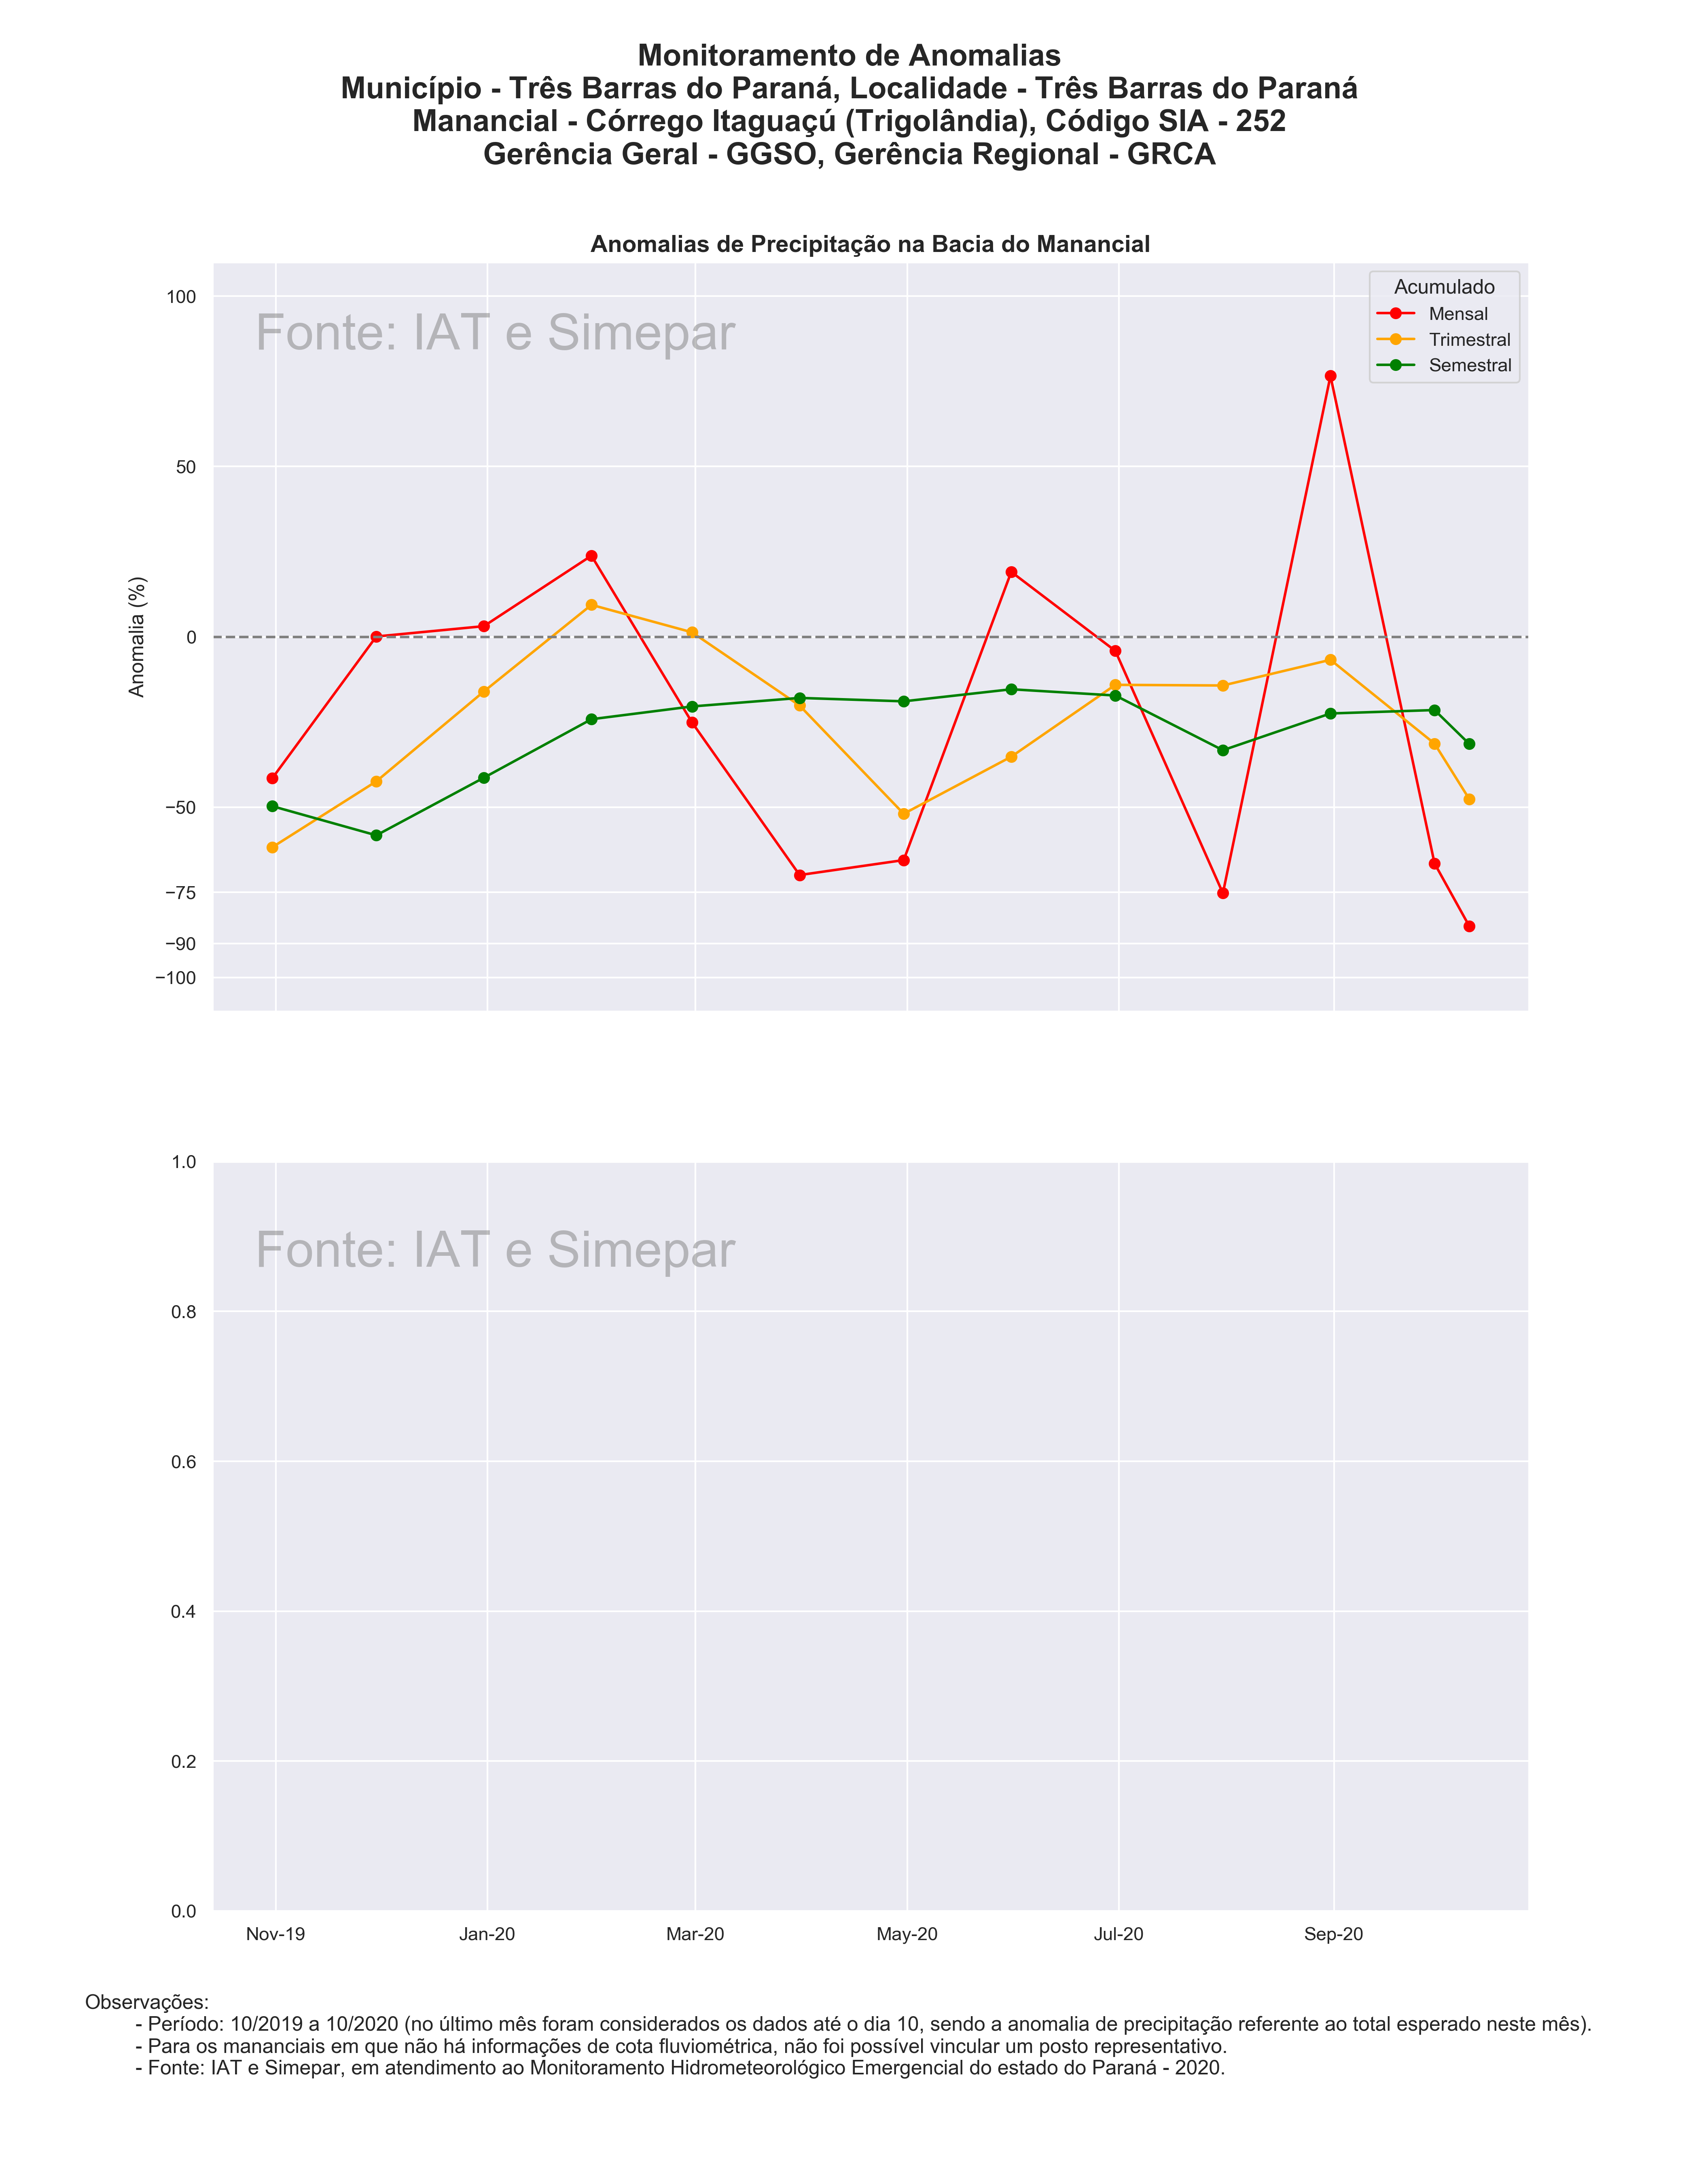 Monitoramento de Anomalias
Município - Três Barras do Paraná, Localidade - Três Barras do Paraná
Manancial - Córrego Itaguaçú (Trigolândia), Código SIA - 252
Gerência Geral - GGSO, Gerência Regional - GRCA
Anomalias de Precipitação na Bacia do Manancial
Fonte: IAT e Simepar
Acumulado
Mensal
Trimestral
Semestral
Anomalia (%)
100
50
0
−50
−75
−90
−100
Fonte: IAT e Simepar
1.0
0.8
0.6
0.4
0.2
0.0
Nov-19 Jan-20 Mar-20 May-20 Jul-20 Sep-20
Observações:
- Período: 10/2019 a 10/2020 (no último mês foram considerados os dados até o dia 10, sendo a anomalia de precipitação referente ao total esperado neste mês).
- Para os mananciais em que não há informações de cota fluviométrica, não foi possível vincular um posto representativo.
- Fonte: IAT e Simepar, em atendimento ao Monitoramento Hidrometeorológico Emergencial do estado do Paraná - 2020.